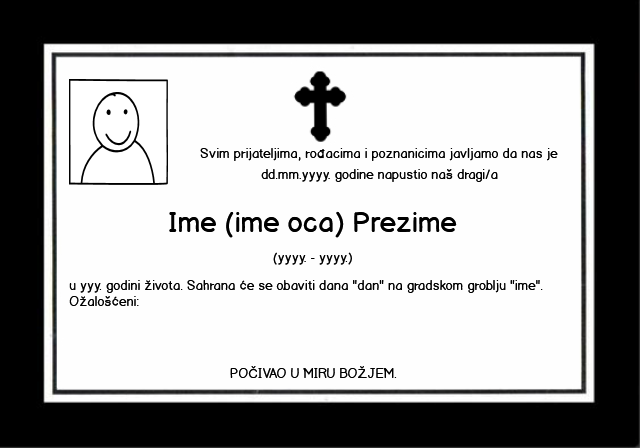 Svim prijateljima, rođacima i poznanicima javljamo da nas je
dd.mm.yyyy. godine napustio naš dragi/a
Ime (ime oca) Prezime
(yyyy. - yyyy.)
u yyy. godini života. Sahrana će se obaviti dana "dan" na gradskom groblju "ime".
Ožalošćeni:
POČIVAO U MIRU BOŽJEM.